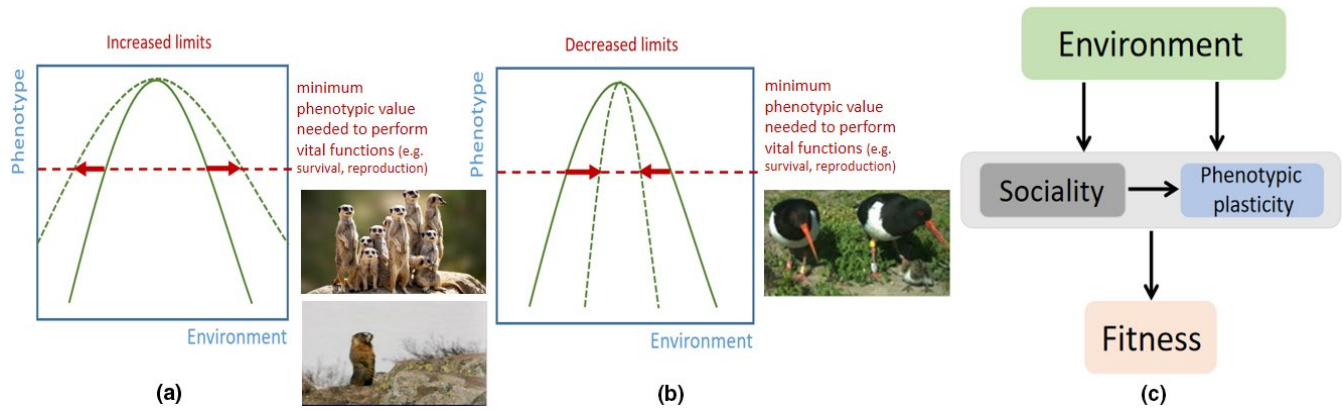 Increased limits
Phenotype
minimum
phenotypic value
needed to perform
vital functions (e.g.
survival, reproduction)
Environment
(a)
Decreased limits
Phenotype
minimum
phenotypic value
needed to perform
vital functions (e.g.
survival, reproduction)
Environment
(b)
Environment
Sociality
Phenotypic
plasticity
Fitness
(c)